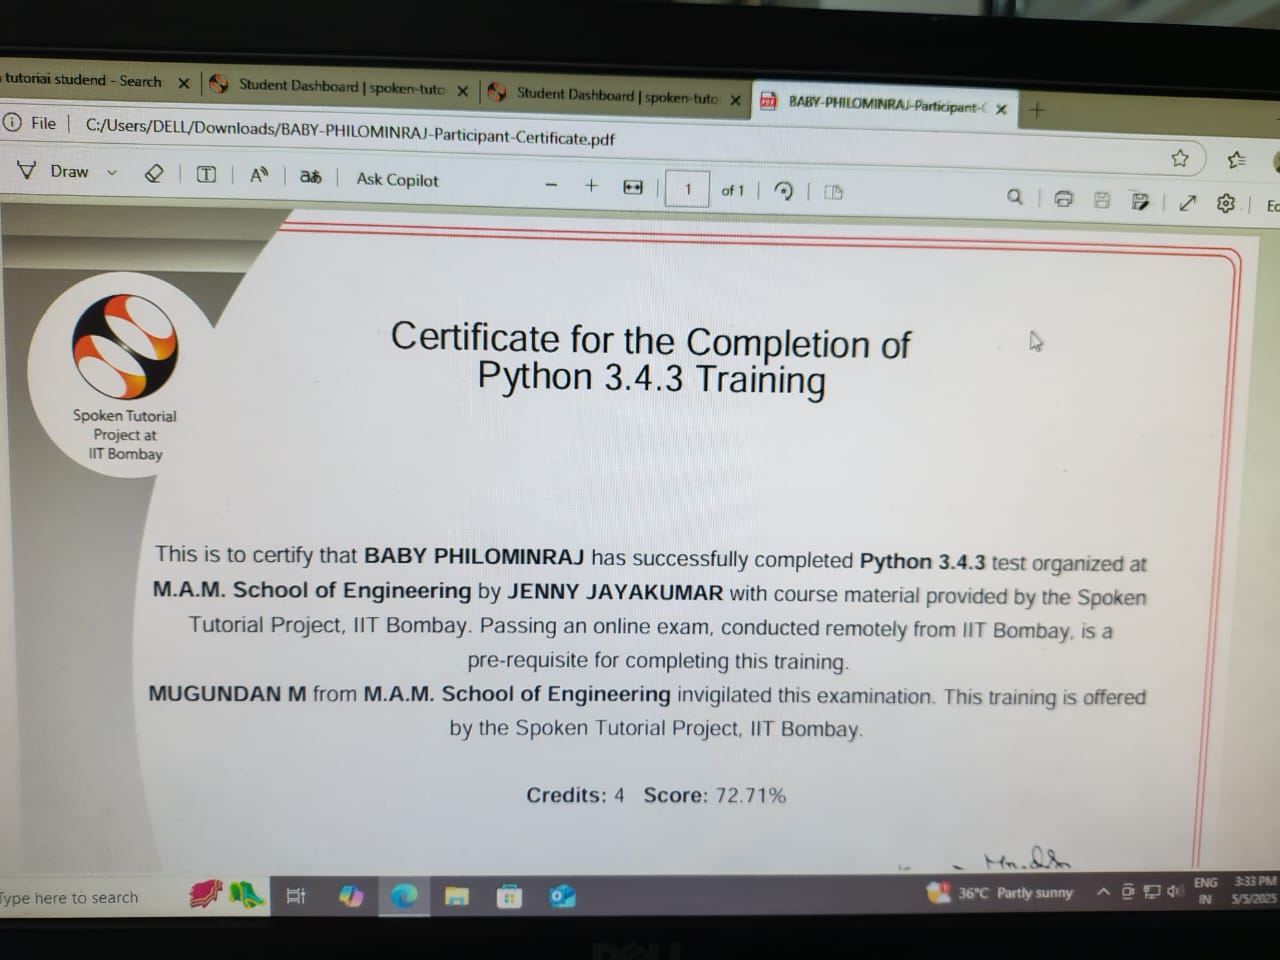 tutoriai studend - Search
Student Dashboard | spoken-tuto
Student Dashboard | spoken-tuto
BABY-PHILOMINRAJ-Participant-C
File
C:/Users/DELL/Downloads/BABY-PHILOMINRAJ-Participant-Certificate.pdf
Draw
Ask Copilot
1
of 1
Certificate for the Completion of
Python 3.4.3 Training
Spoken Tutorial
Project at
IIT Bombay
This is to certify that BABY PHILOMINRAJ has successfully completed Python 3.4.3 test organized at
M.A.M. School of Engineering by JENNY JAYAKUMAR with course material provided by the Spoken
Tutorial Project, IIT Bombay. Passing an online exam, conducted remotely from IIT Bombay, is a
pre-requisite for completing this training.
MUGUNDAN M from M.A.M. School of Engineering invigilated this examination. This training is offered
by the Spoken Tutorial Project, IIT Bombay.
Credits: 4 Score: 72.71%
Type here to search
36°C Partly sunny
ENG
IN
3:33 PM
5/5/2025
DELL